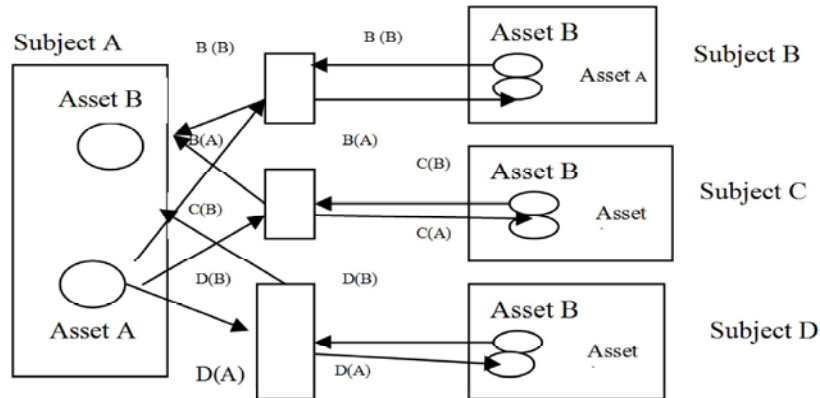 Subject A
Asset B
Asset A
B (B)
B(A)
C(B)
D(B)
D(A)
B (B)
B(A)
C(B)
C(A)
D(B)
D(A)
Asset B
Asset A
Subject B
Asset B
Asset
Subject C
Asset B
Asset
Subject D